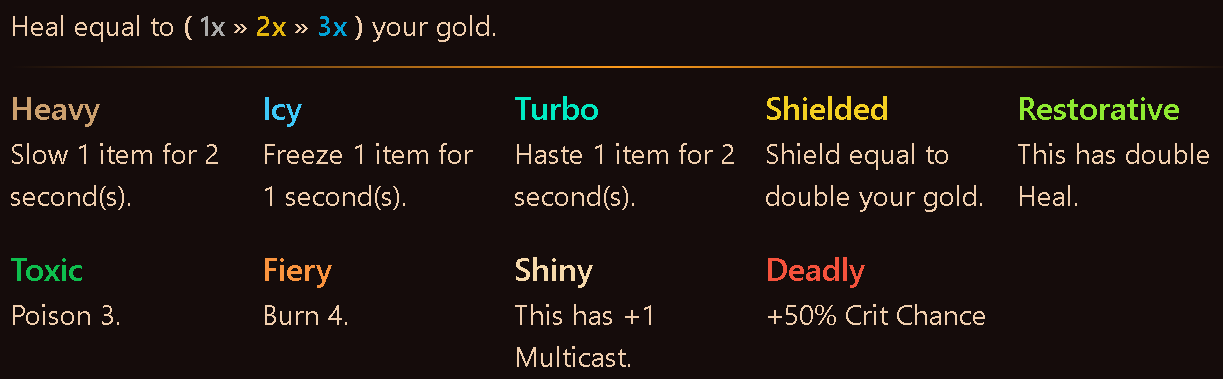 Heal equal to ( 1x » 2x » 3x ) your gold.
Heavy
Slow 1 item for 2
second(s).
Icy
Freeze 1 item for
1 second(s).
Turbo
Haste 1 item for 2
second(s).
Shielded
Shield equal to
double your gold.
Restorative
This has double
Heal.
Toxic
Poison 3.
Fiery
Burn 4.
Shiny
This has +1
Multicast.
Deadly
+50% Crit Chance